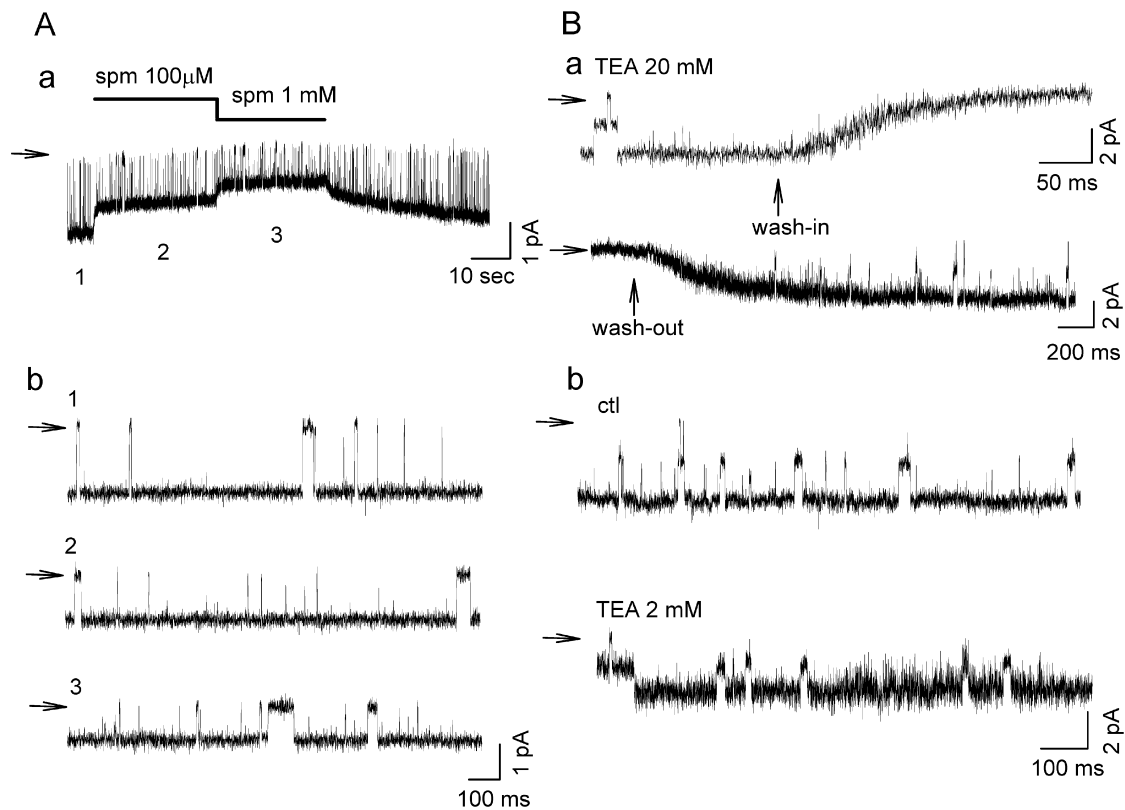 A
a
spm 100µM
spm 1 mM
1
2
3
1 pA
10 sec
b
1
2
3
1 pA
100 ms
B
a
TEA 20 mM
2 pA
50 ms
wash-in
wash-out
2 pA
200 ms
b
ctl
TEA 2 mM
2 pA
100 ms